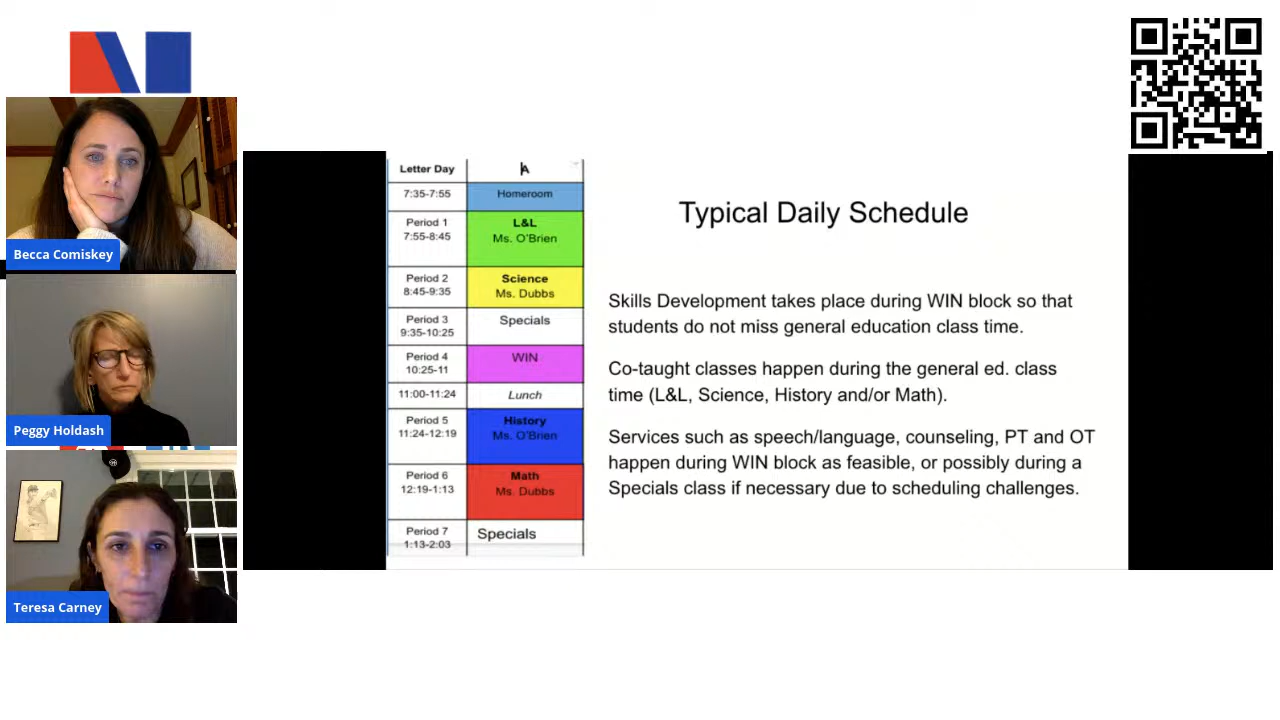 Becca Comiskey
Peggy Holdash
Teresa Carney
Letter Day A
7:35-7:55 Homeroom
Period 1 L&L
7:55-8:45 Ms. O'Brien
Period 2 Science
8:45-9:35 Ms. Dubbs
Period 3 Specials
9:35-10:25
Period 4 WIN
10:25-11
11:00-11:24 Lunch
Period 5 History
11:24-12:19 Ms. O'Brien
Period 6 Math
12:19-1:13 Ms. Dubbs
Period 7 Specials
1:13-2:03
Typical Daily Schedule
Skills Development takes place during WIN block so that
students do not miss general education class time.
Co-taught classes happen during the general ed. class
time (L&L, Science, History and/or Math).
Services such as speech/language, counseling, PT and OT
happen during WIN block as feasible, or possibly during a
Specials class if necessary due to scheduling challenges.